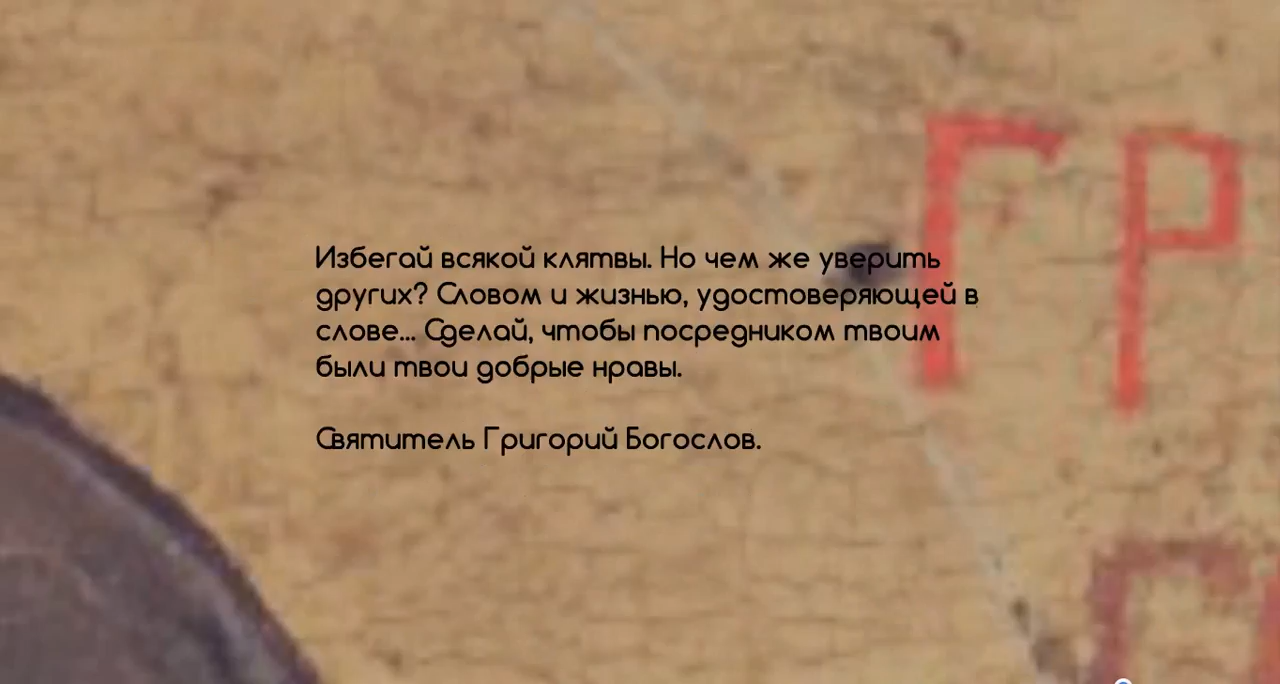 Избегай всякой клятвы. Но чем же уверить
других? Словом и жизнью, удостоверяющей в
слове... Сделай, чтобы посредником твоим
были твои добрые нравы.
Святитель Григорий Богослов.
ГР